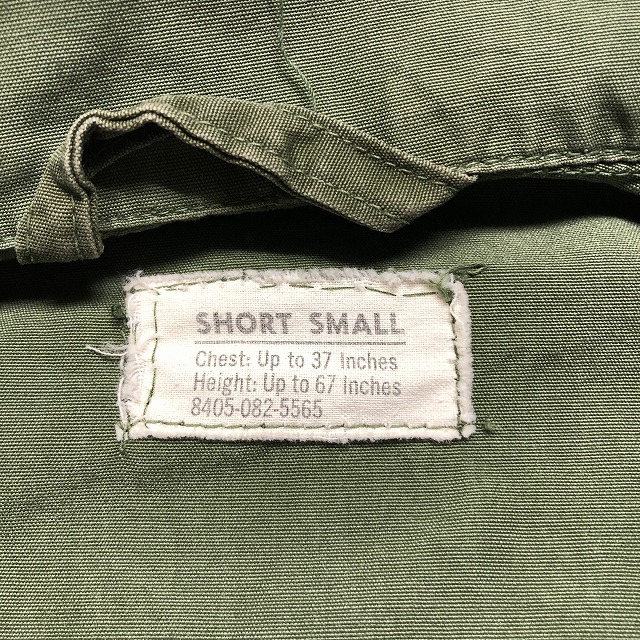 SHORT SMALL
Chest: Up to 37 Inches
Height: Up to 67 Inches
8405-082-5565